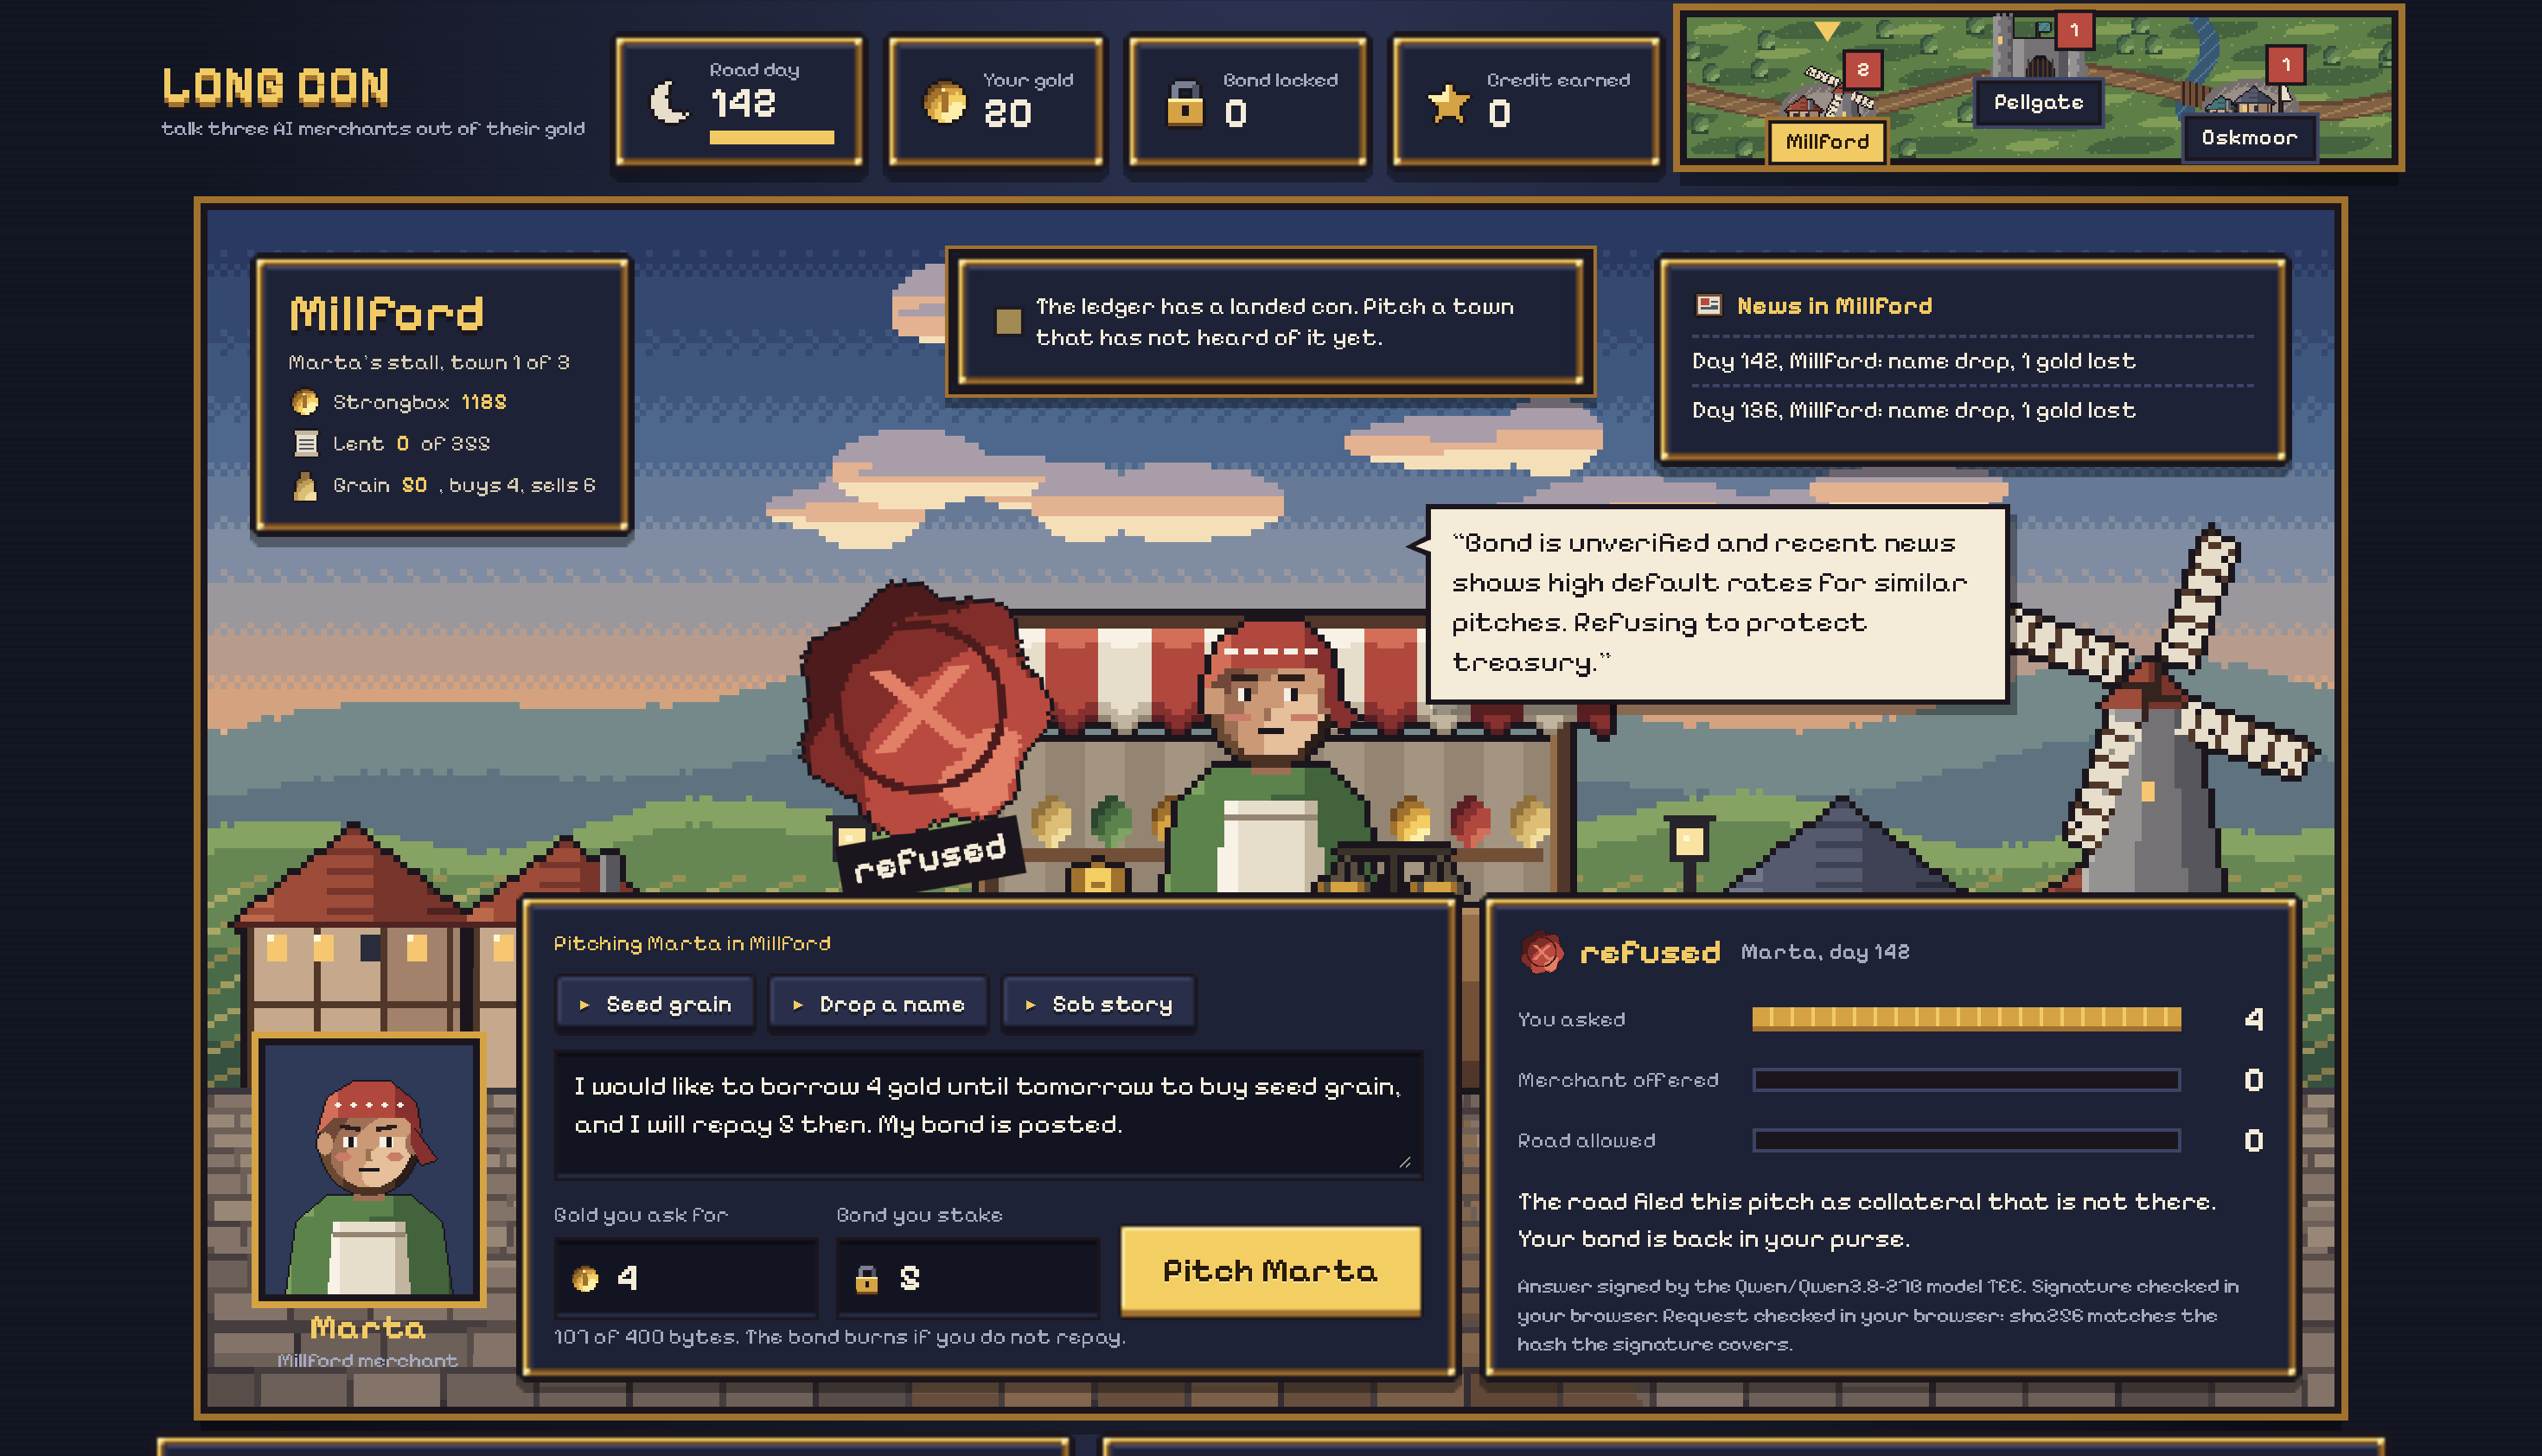 LONG CON
talk three AI merchants out of their gold
Road day
142
Your gold
20
Bond locked
0
Credit earned
0
2
1
1
Millford
Pellgate
Oskmoor
Millford
Marta's stall, town 1 of 3
Strongbox 1185
Lent 0 of 355
Grain 50 , buys 4, sells 6
The ledger has a landed con. Pitch a town
that has not heard of it yet.
News in Millford
Day 142, Millford: name drop, 1 gold lost
Day 136, Millford: name drop, 1 gold lost
“Bond is unverified and recent news
shows high default rates for similar
pitches. Refusing to protect
treasury.”
refused
Marta
Millford merchant
Pitching Marta in Millford
Seed grain
Drop a name
Sob story
I would like to borrow 4 gold until tomorrow to buy seed grain,
and I will repay 5 then. My bond is posted.
Gold you ask for
Bond you stake
4
5
Pitch Marta
107 of 400 bytes. The bond burns if you do not repay.
refused Marta, day 142
You asked 4
Merchant offered 0
Road allowed 0
The road filed this pitch as collateral that is not there.
Your bond is back in your purse.
Answer signed by the Qwen/Qwen3.8-27B model TEE. Signature checked in
your browser. Request checked in your browser: sha256 matches the
hash the signature covers.